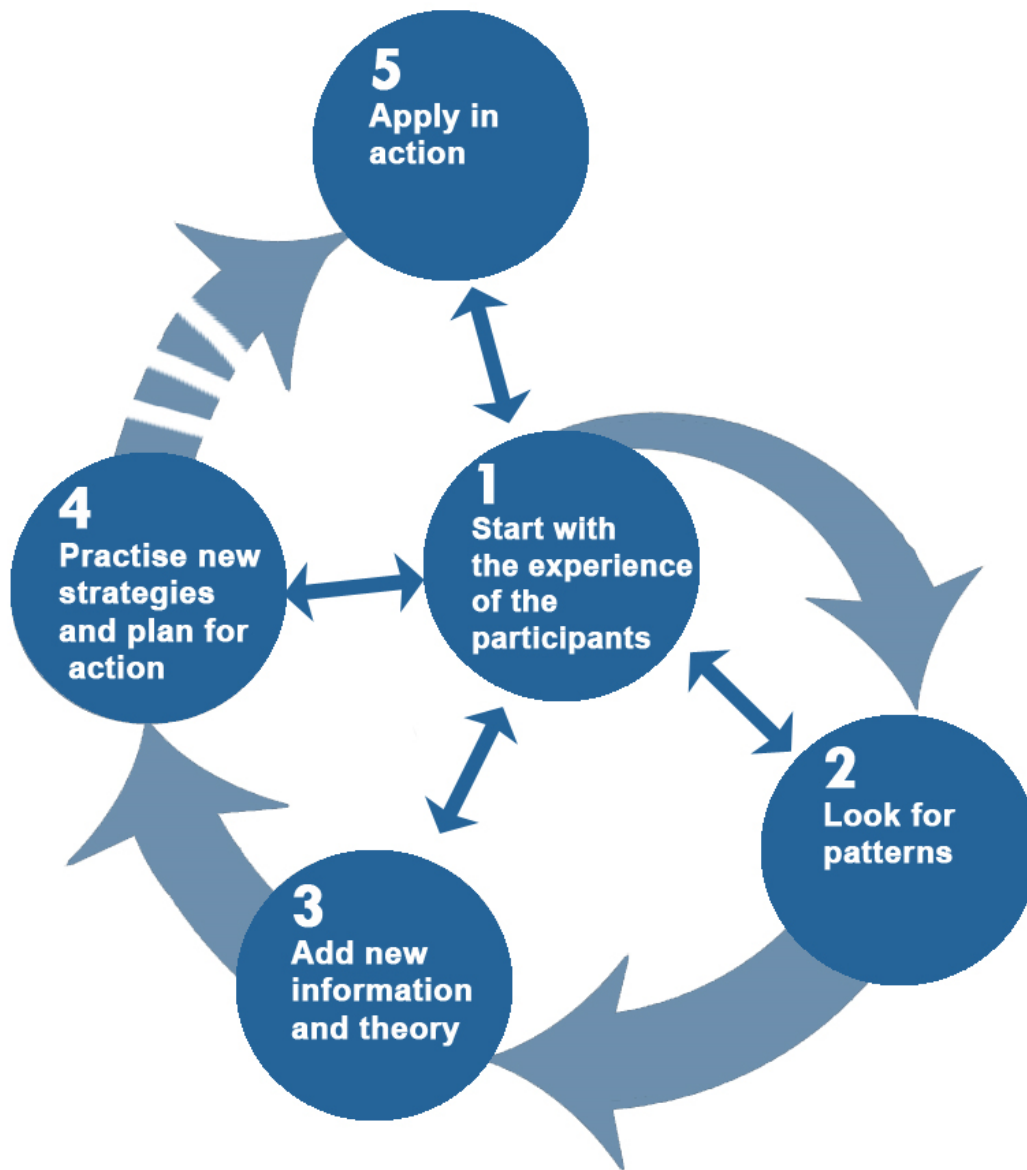 5
Apply in
action
1
Start with
the experience
of the
participants
4
Practise new
strategies
and plan for
action
2
Look for
patterns
3
Add new
information
and theory